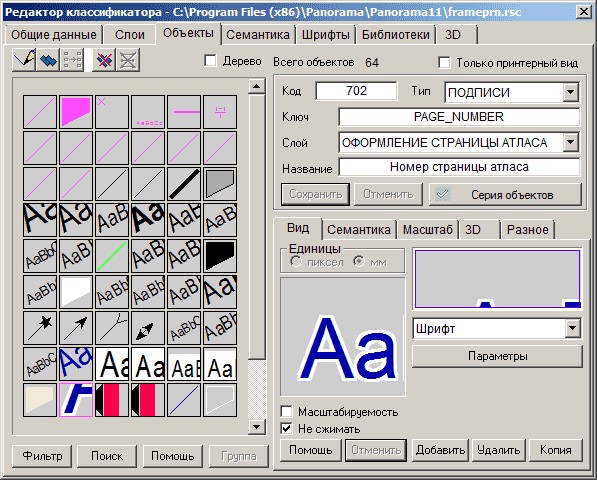 Редактор классификатора - C:\Program Files (x86)\Panorama\Panorama11\frameprn.rsc
Общие данные Слои Объекты Семантика Шрифты Библиотеки 3D
Дерево Всего объектов 64 Только принтерный вид
Код 702 Тип ПОДПИСИ
Ключ PAGE_NUMBER
Слой ОФОРМЛЕНИЕ СТРАНИЦЫ АТЛАСА
Название Номер страницы атласа
Сохранить Отменить Серия объектов
Вид Семантика Масштаб 3D Разное
Единицы
пиксел мм
Аа
Шрифт
Параметры
Масштабируемость
Не сжимать
Фильтр Поиск Помощь Группа Помощь Отменить Добавить Удалить Копия